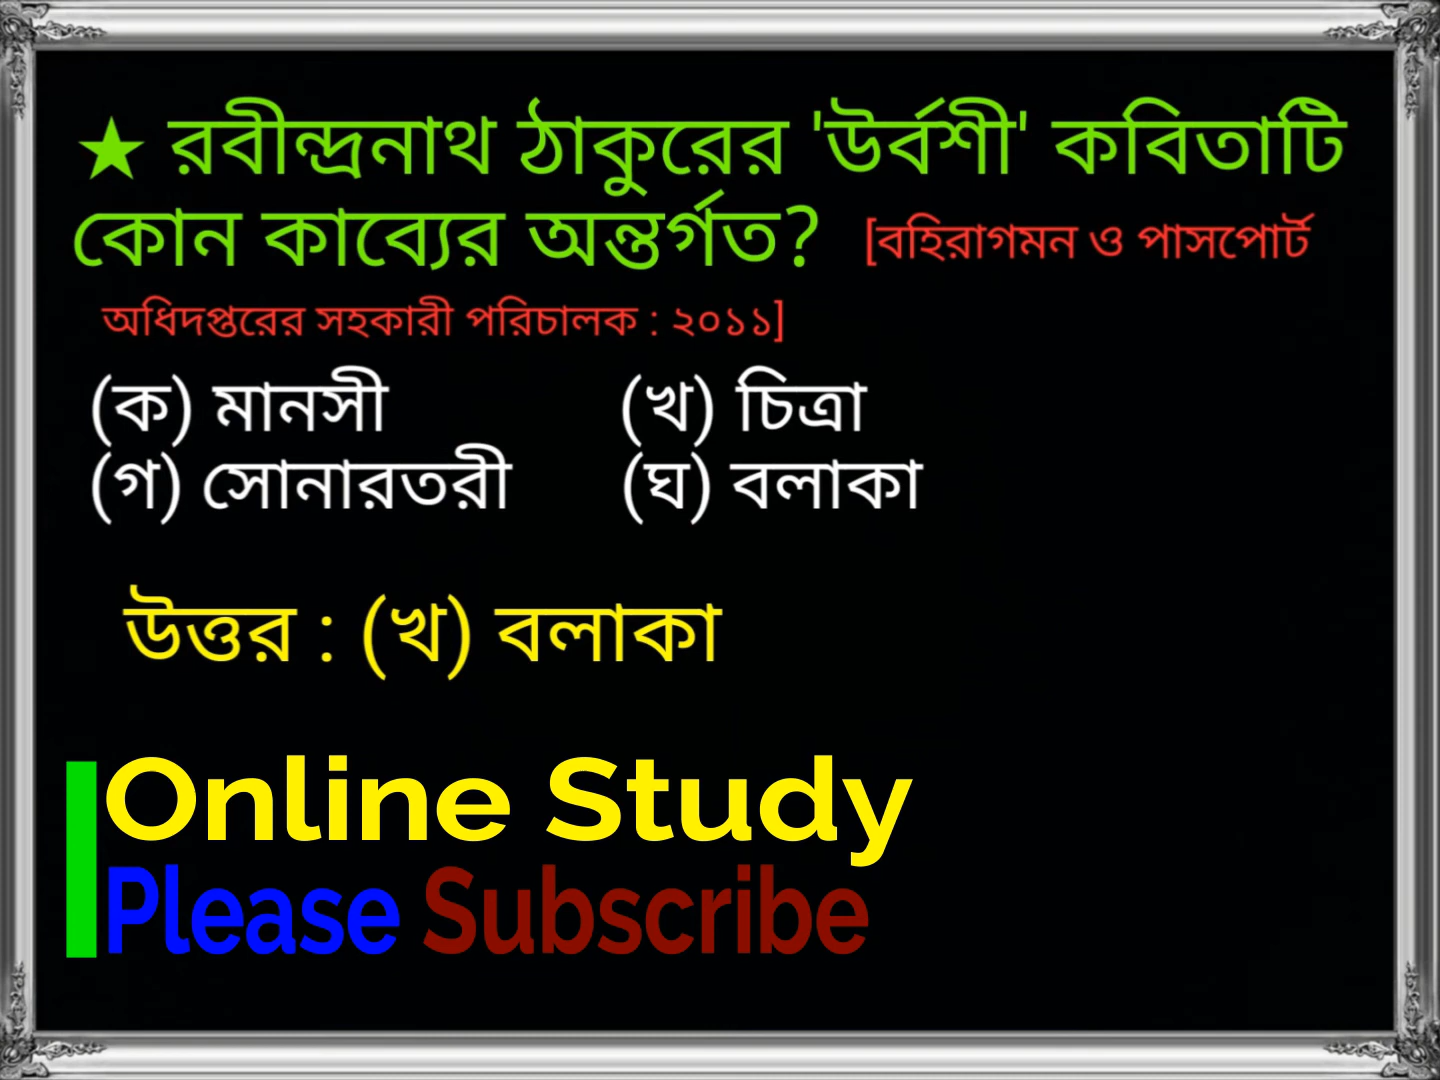 ★ রবীন্দ্রনাথ ঠাকুরের 'উর্বশী' কবিতাটি
কোন কাব্যের অন্তর্গত? [বহিরাগমন ও পাসপোর্ট
অধিদপ্তরের সহকারী পরিচালক : ২০১১]
(ক) মানসী (খ) চিত্রা
(গ) সোনারতরী (ঘ) বলাকা
উত্তর : (খ) বলাকা
Online Study
Please Subscribe